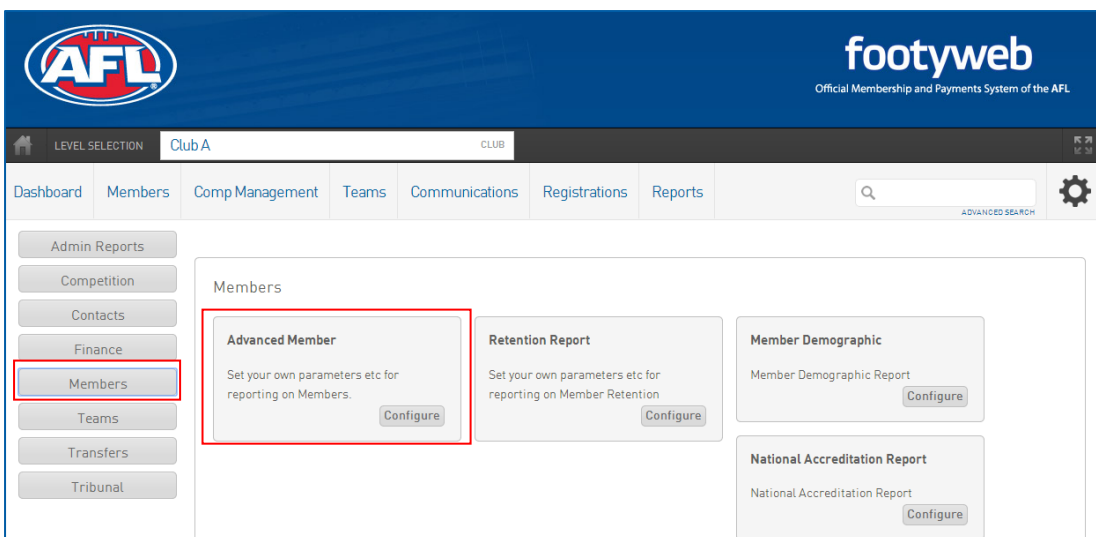 AFL
footyweb
Official Membership and Payments System of the AFL
LEVEL SELECTION Club A CLUB
Dashboard Members Comp Management Teams Communications Registrations Reports
ADVANCED SEARCH
Admin Reports
Competition
Contacts
Finance
Members
Teams
Transfers
Tribunal
Members
Advanced Member
Set your own parameters etc for
reporting on Members.
Configure
Retention Report
Set your own parameters etc for
reporting on Member Retention
Configure
Member Demographic
Member Demographic Report
Configure
National Accreditation Report
National Accreditation Report
Configure